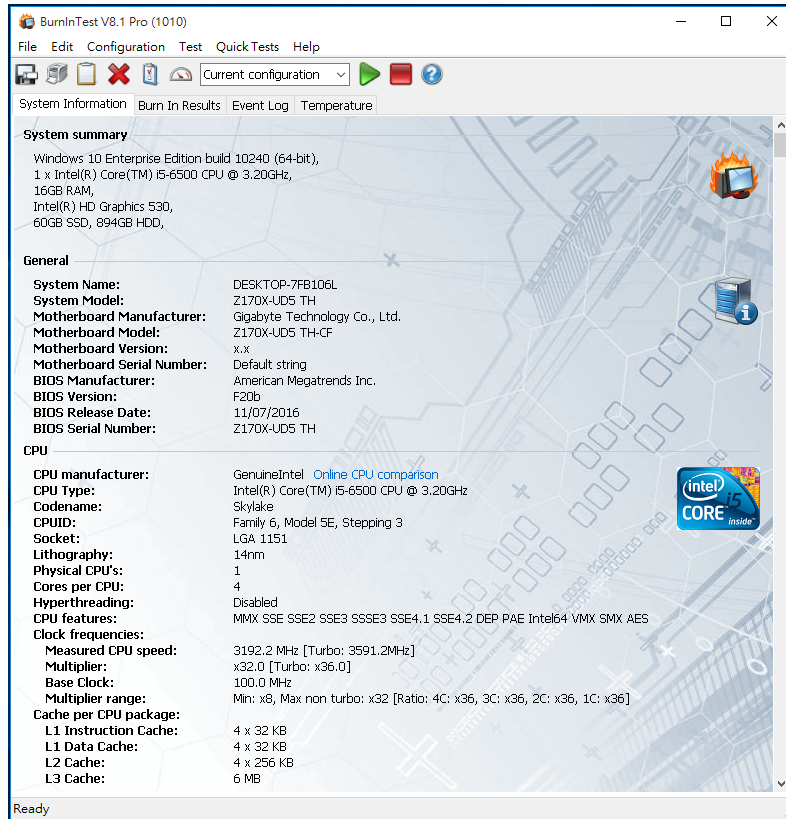 BurnInTest V8.1 Pro (1010)
File Edit Configuration Test Quick Tests Help
Current configuration
System Information Burn In Results Event Log Temperature
System summary
Windows 10 Enterprise Edition build 10240 (64-bit),
1 x Intel(R) Core(TM) i5-6500 CPU @ 3.20GHz,
16GB RAM,
Intel(R) HD Graphics 530,
60GB SSD, 894GB HDD,
General
System Name: DESKTOP-7FB106L
System Model: Z170X-UD5 TH
Motherboard Manufacturer: Gigabyte Technology Co., Ltd.
Motherboard Model: Z170X-UD5 TH-CF
Motherboard Version: x.x
Motherboard Serial Number: Default string
BIOS Manufacturer: American Megatrends Inc.
BIOS Version: F20b
BIOS Release Date: 11/07/2016
BIOS Serial Number: Z170X-UD5 TH
CPU
CPU manufacturer: GenuineIntel Online CPU comparison
CPU Type: Intel(R) Core(TM) i5-6500 CPU @ 3.20GHz
Codename: Skylake
CPUID: Family 6, Model 5E, Stepping 3
Socket: LGA 1151
Lithography: 14nm
Physical CPU's: 1
Cores per CPU: 4
Hyperthreading: Disabled
CPU features: MMX SSE SSE2 SSE3 SSSE3 SSE4.1 SSE4.2 DEP PAE Intel64 VMX SMX AES
Clock frequencies:
Measured CPU speed: 3192.2 MHz [Turbo: 3591.2MHz]
Multiplier: x32.0 [Turbo: x36.0]
Base Clock: 100.0 MHz
Multiplier range: Min: x8, Max non turbo: x32 [Ratio: 4C: x36, 3C: x36, 2C: x36, 1C: x36]
Cache per CPU package:
L1 Instruction Cache: 4 x 32 KB
L1 Data Cache: 4 x 32 KB
L2 Cache: 4 x 256 KB
L3 Cache: 6 MB
intel
CORE i5
inside™
Ready